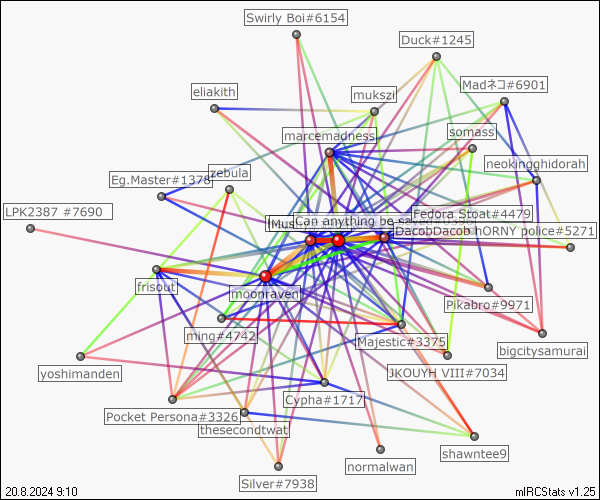 Swirly Boi#6154
Duck#1245
Madネコ#6901
eliakith
mukszi
marcemadness
somass
neokingghidorah
Eg.Master#1378
zebula
LPK2387 #7690
Mus
Can anything be saved
Fedora.Stoat#4479
DacobDacob hORNY police#5271
frisout
moonraven
Pikabro#9971
ming#4742
Majestic#3375
bigcitysamurai
yoshimanden
JKOUYH VIII#7034
Cypha#1717
Pocket Persona#3326
thesecondtwat
shawntee9
normalwan
Silver#7938
20.8.2024 9:10
mIRCStats v1.25